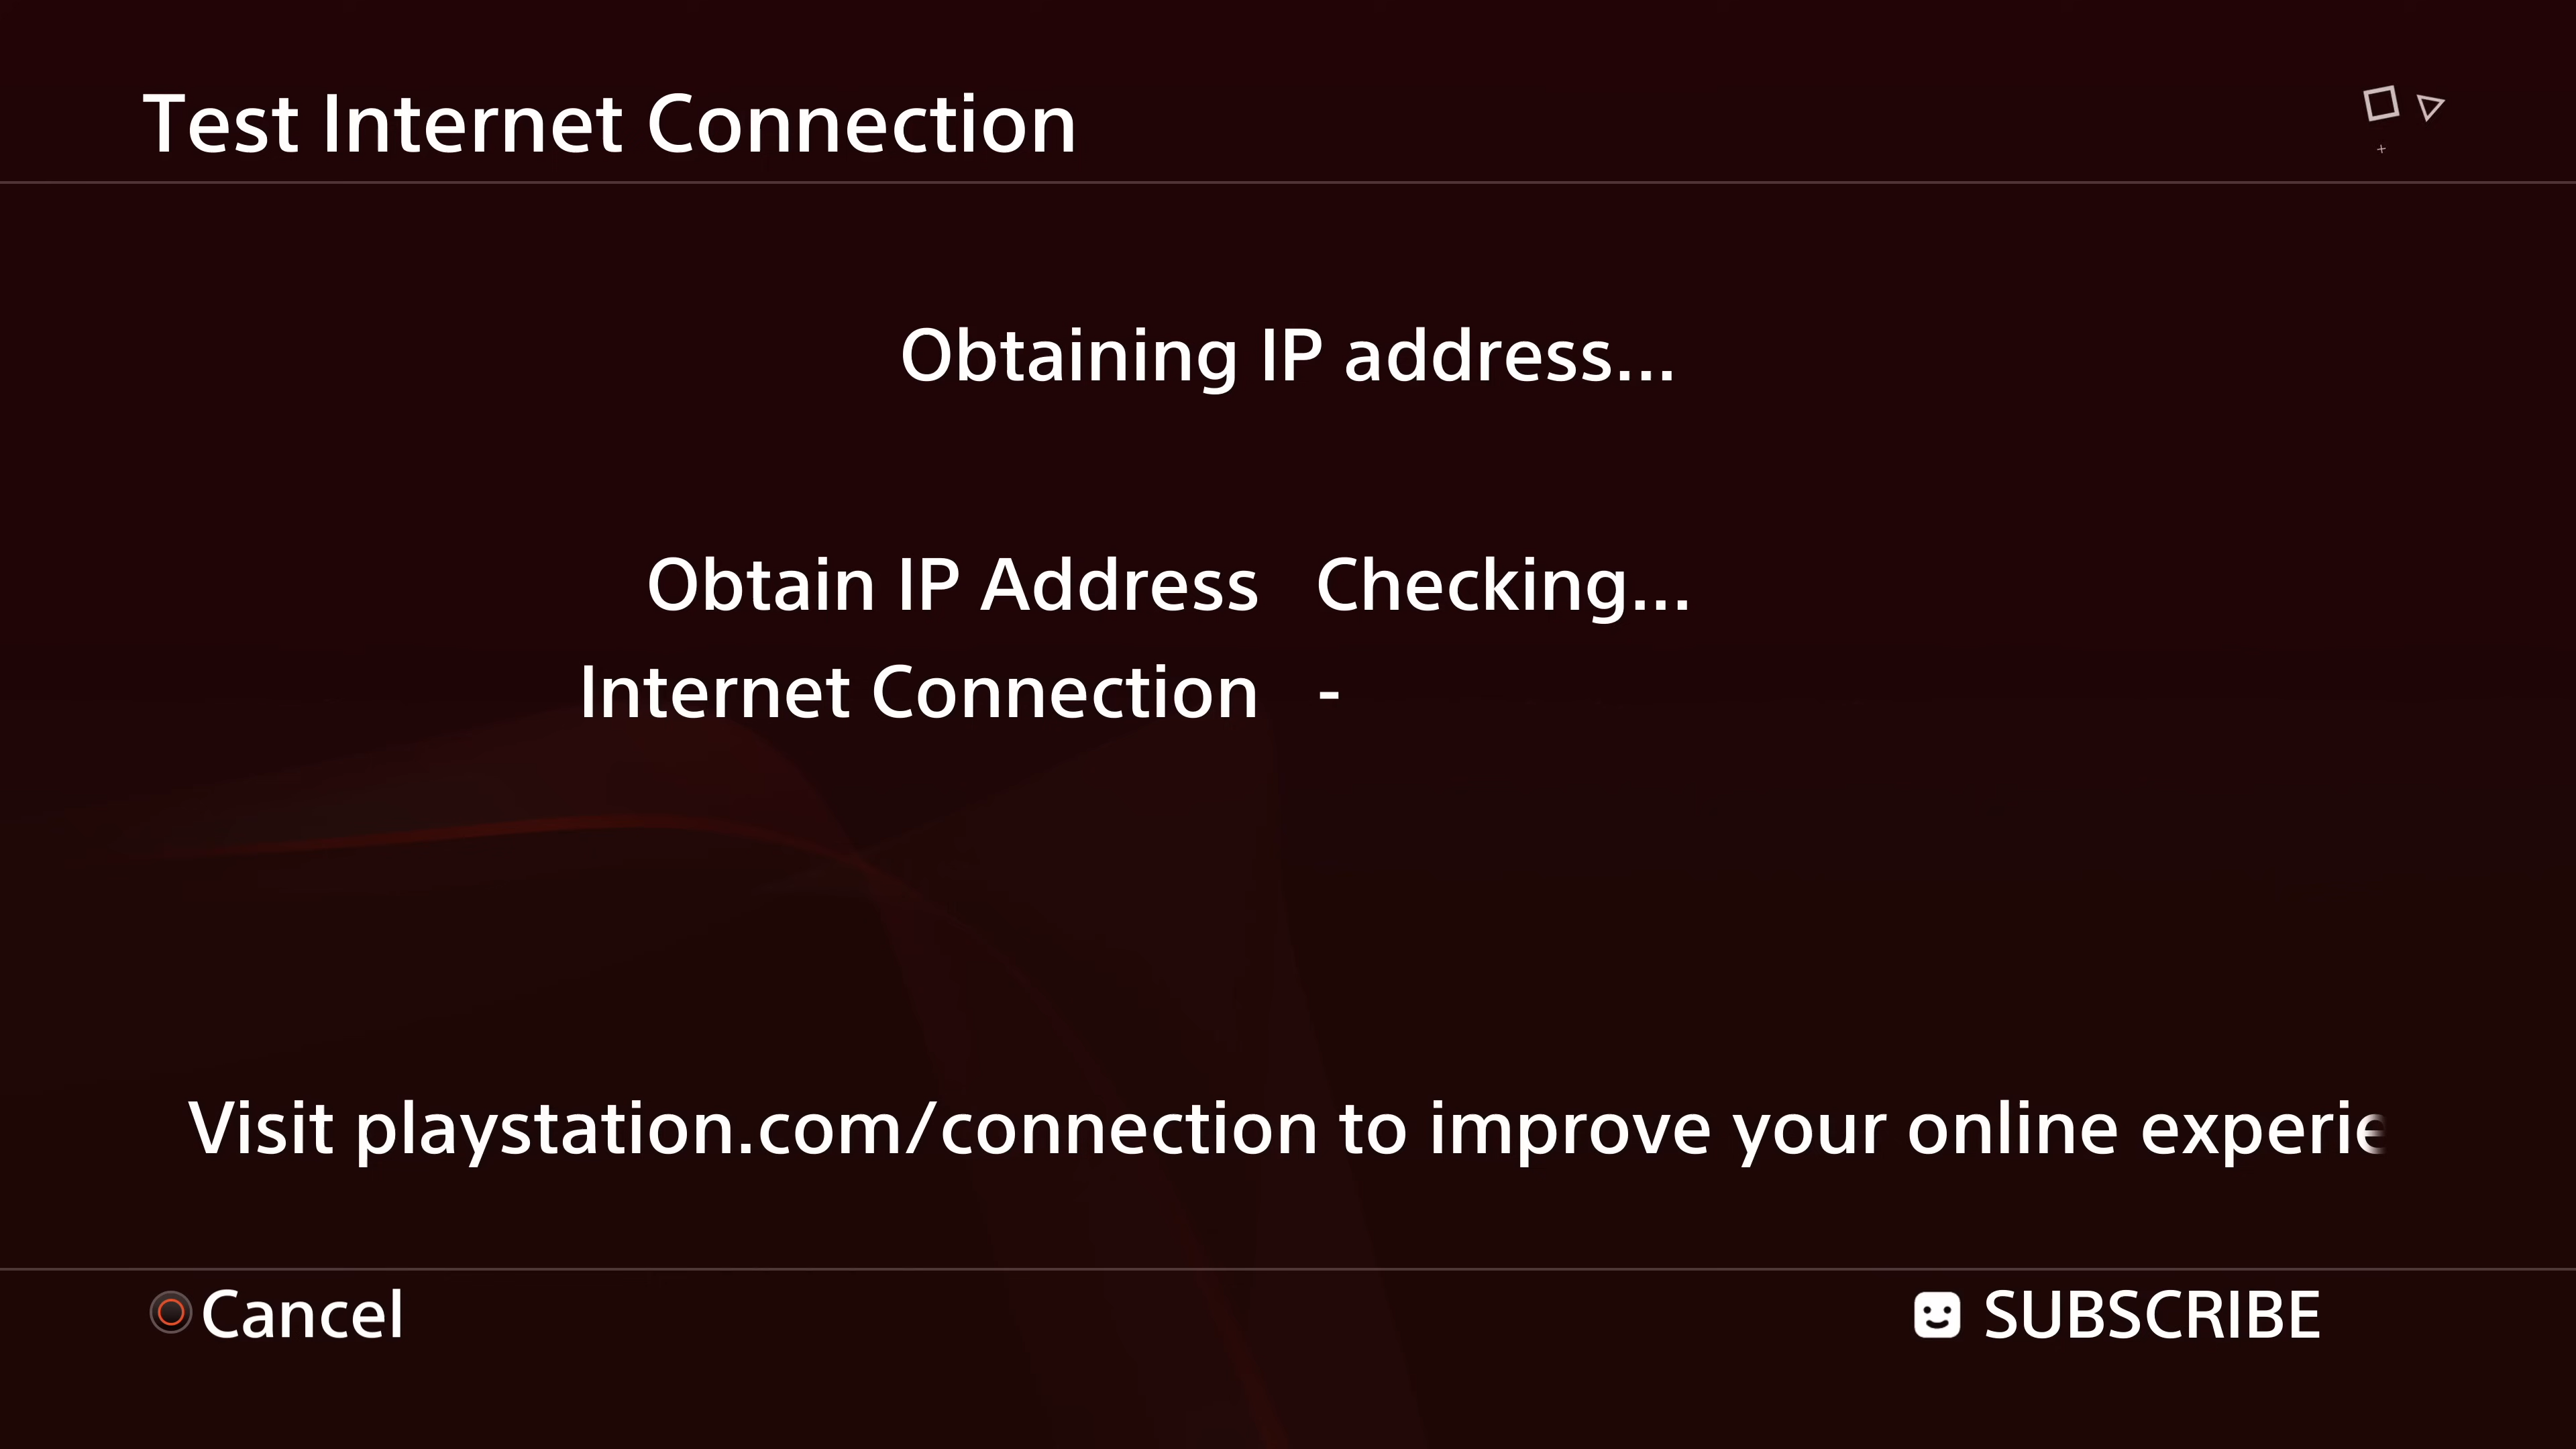 Test Internet Connection
Obtaining IP address...
Obtain IP Address Checking...
Internet Connection -
Visit playstation.com/connection to improve your online experie
Cancel
SUBSCRIBE